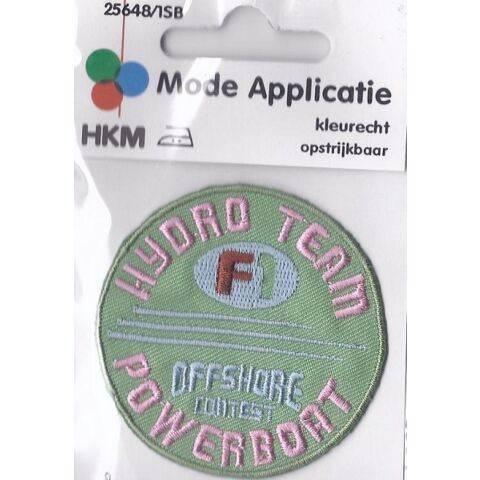 25648/1SB
Mode Applicatie
HKM
kleurecht
opstrijkbaar
HYDRO TEAM
F1
OFFSHORE
CONTEST
POWERBOAT